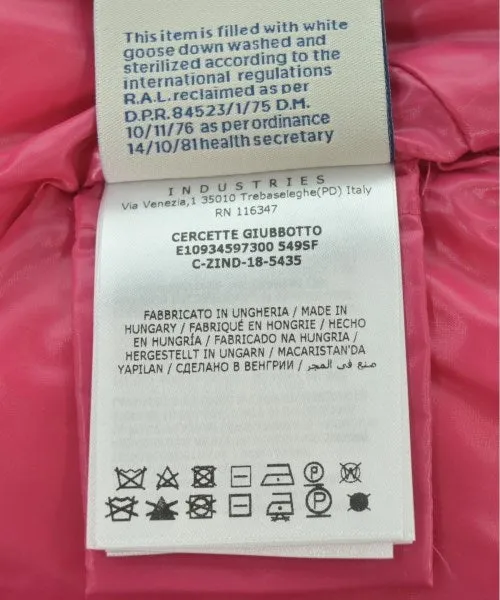 This item is filled with white
goose down washed and
sterilized according to the
international regulations
R.A.L. reclaimed as per
D.P.R. 84523/1/75 D.M.
10/11/76 as per ordinance
14/10/81 health secretary
INDUSTRIES
Via Venezia,1 35010 Trebaseleghe(PD) Italy
RN 116347
CERCETTE GIUBBOTTO
E10934597300 549SF
C-ZIND-18-5435
FABBRICATO IN UNGHERIA / MADE IN
HUNGARY / FABRIQUÉ EN HONGRIE / HECHO
EN HUNGRÍA / FABRICADO NA HUNGRIA /
HERGESTELLT IN UNGARN / MACARISTAN'DA
YAPILAN / СДЕЛАНО В ВЕНГРИИ / صنع في المجر
P W
P